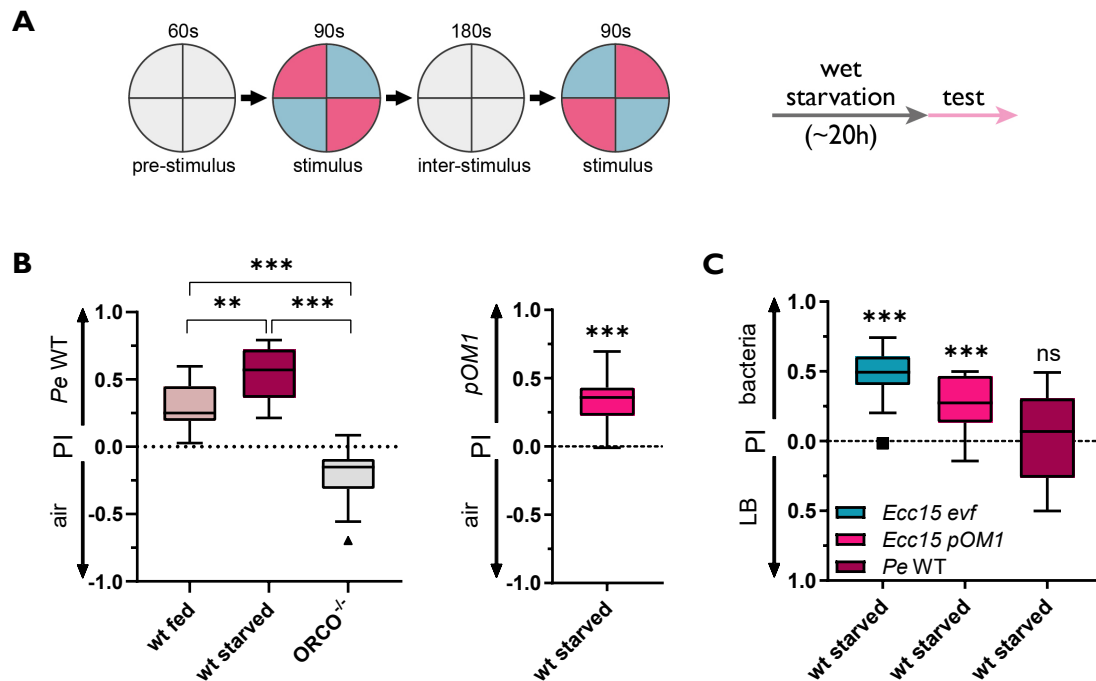 A
60s
90s
180s
90s
pre-stimulus
stimulus
inter-stimulus
stimulus
wet
starvation
test
(~20h)
B
***
**
***
1.0
0.5
0.0
-0.5
-1.0
Pe WT
PI
air
wt fed
wt starved
ORCO-/-
***
1.0
0.5
0.0
-0.5
-1.0
pOM1
PI
air
wt starved
C
***
***
ns
1.0
0.5
0.0
0.5
1.0
bacteria
PI
LB
Ecc15 evf
Ecc15 pOM1
Pe WT
wt starved
wt starved
wt starved